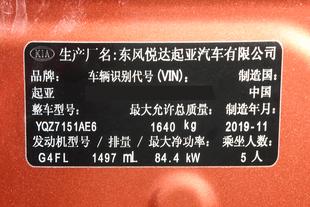 KIA 生产厂名:东风悦达起亚汽车有限公司
品牌: 车辆识别代号(VIN): 制造国:
起亚 中国
整车型号: 最大允许总质量: 制造年月:
YQZ7151AE6 1640 kg 2019-11
发动机型号/排量/最大净功率: 乘坐人数:
G4FL 1497 mL 84.4 kW 5 人